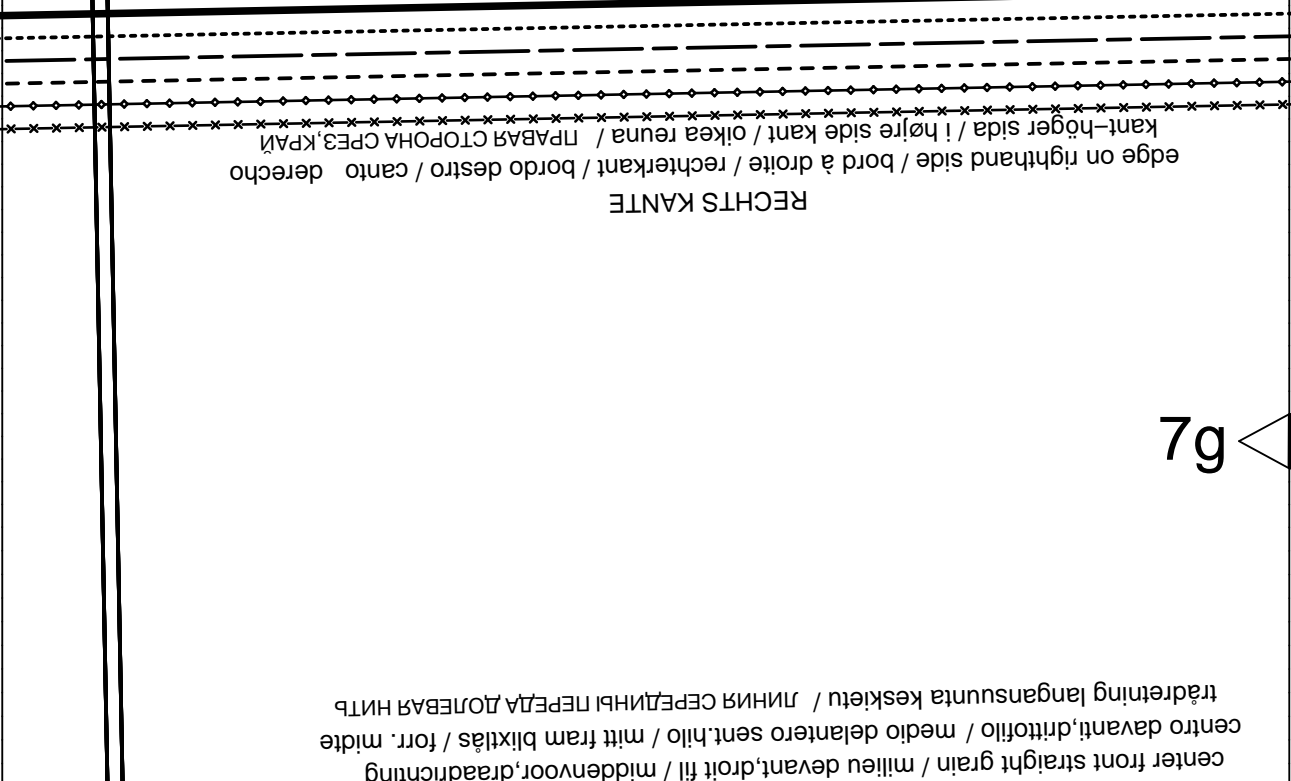 center front straight grain / milieu devant,droit fil / middenvoor,draadrichting
centro davanti,drittofilo / medio delantero sent.hilo / mitt fram blixtlås / forr. midte
trådretning langansuunta keskietu / ЛИНИЯ СЕРЕДИНЫ ПЕРЕДА ДОЛЕВАЯ НИТЬ
7g
RECHTS KANTE
edge on righthand side / bord à droite / rechterkant / bordo destro / canto derecho
kant–höger sida / i højre side kant / oikea reuna / ПРАВАЯ СТОРОНА СРЕЗ,КРАЙ